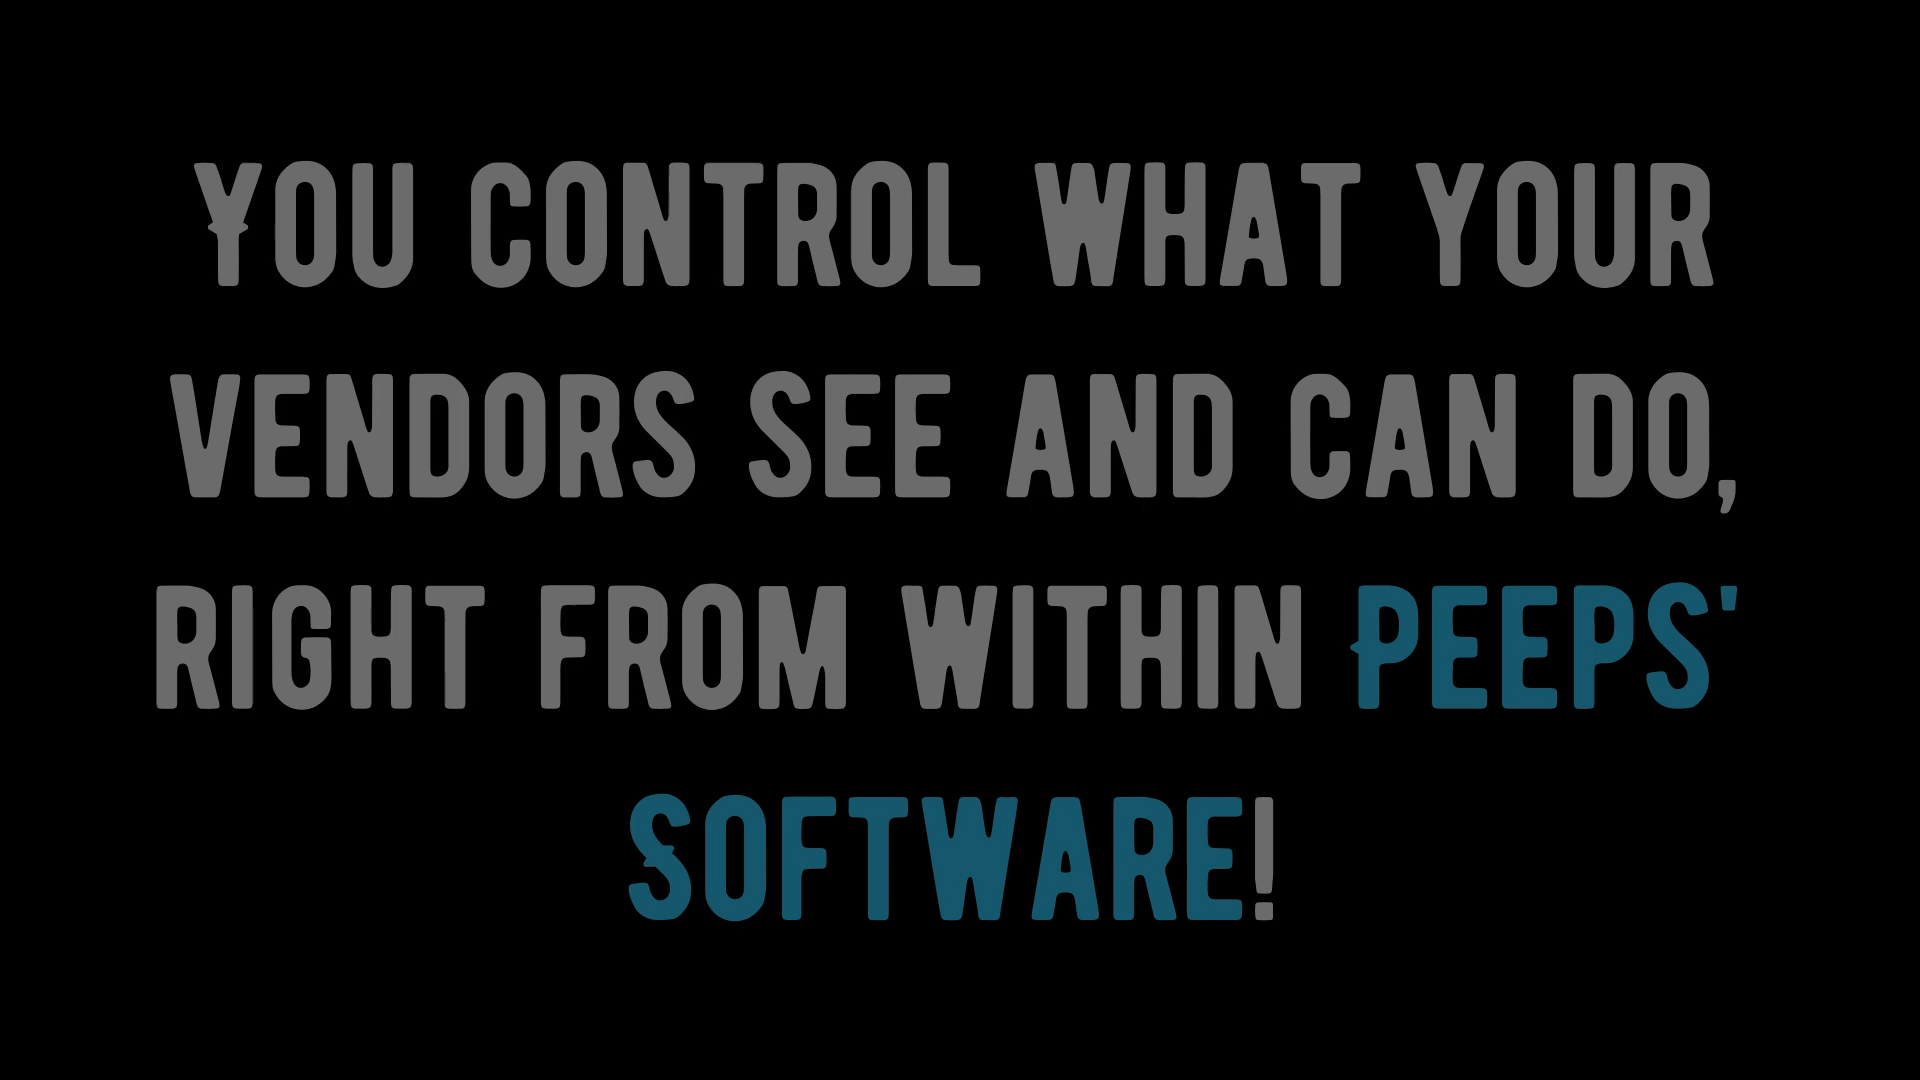 YOU CONTROL WHAT YOUR
VENDORS SEE AND CAN DO,
RIGHT FROM WITHIN PEEPS'
SOFTWARE!